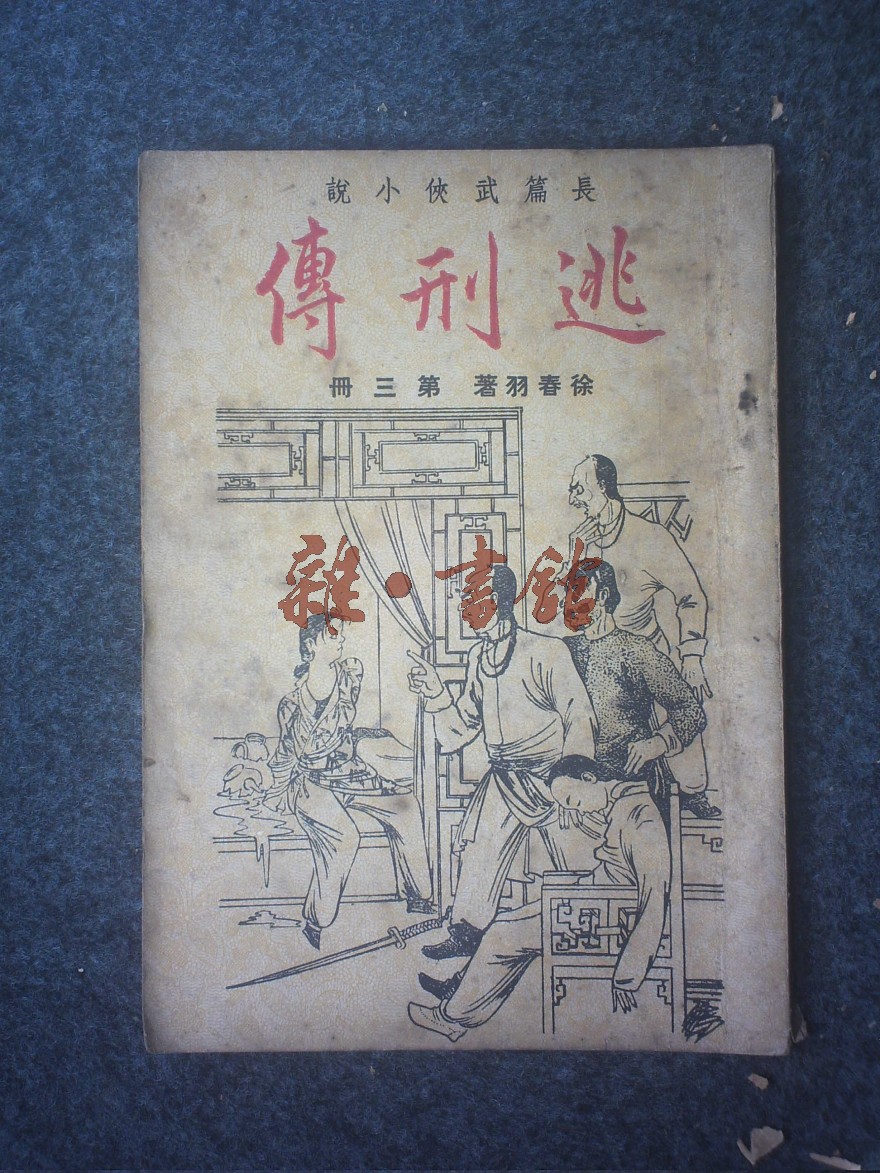 長篇武俠小說
逃刑傳
徐春羽著 第三冊
雜·書館